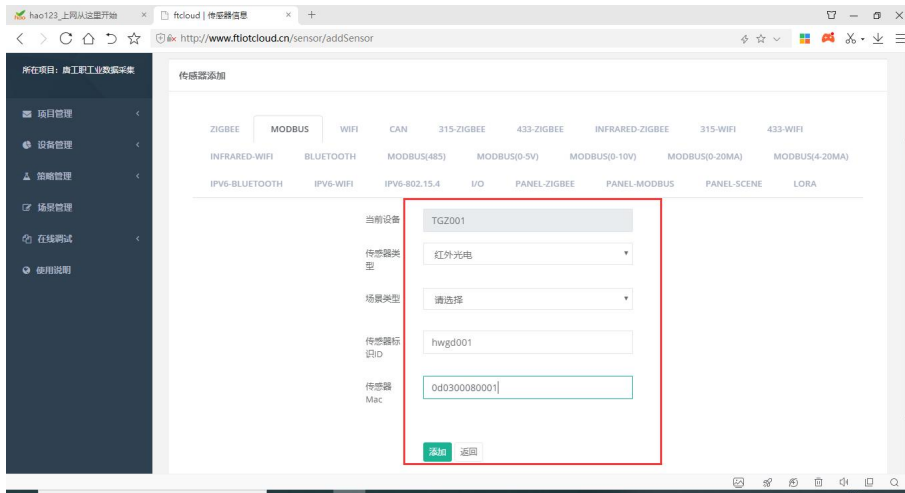 hao123_上网从这里开始
ftcloud | 传感器信息
http://www.ftiotcloud.cn/sensor/addSensor
所在项目：唐工职工业数据采集
传感器添加
项目管理
设备管理
策略管理
场景管理
在线调试
使用说明
ZIGBEE MODBUS WIFI CAN 315-ZIGBEE 433-ZIGBEE INFRARED-ZIGBEE 315-WIFI 433-WIFI
INFRARED-WIFI BLUETOOTH MODBUS(485) MODBUS(0-5V) MODBUS(0-10V) MODBUS(0-20MA) MODBUS(4-20MA)
IPV6-BLUETOOTH IPV6-WIFI IPV6-802.15.4 I/O PANEL-ZIGBEE PANEL-MODBUS PANEL-SCENE LORA
当前设备 TGZ001
传感器类
型
红外光电
场景类型 请选择
传感器标
识ID
hwgd001
传感器
Mac
0d0300080001
添加 返回